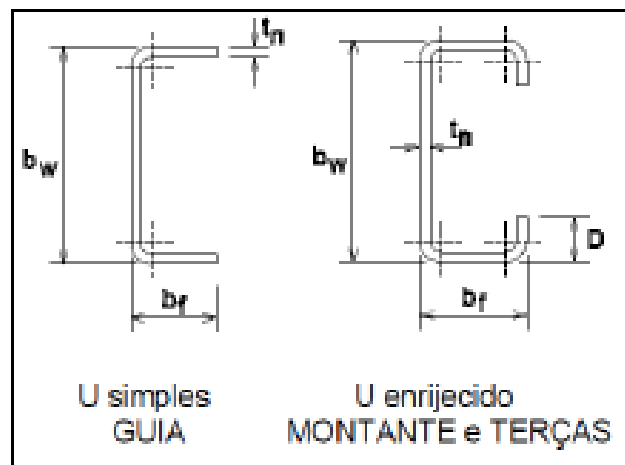 tn
bw
bf
bw
tn
D
bf
U simples
GUIA
U enrijecido
MONTANTE e TERÇAS